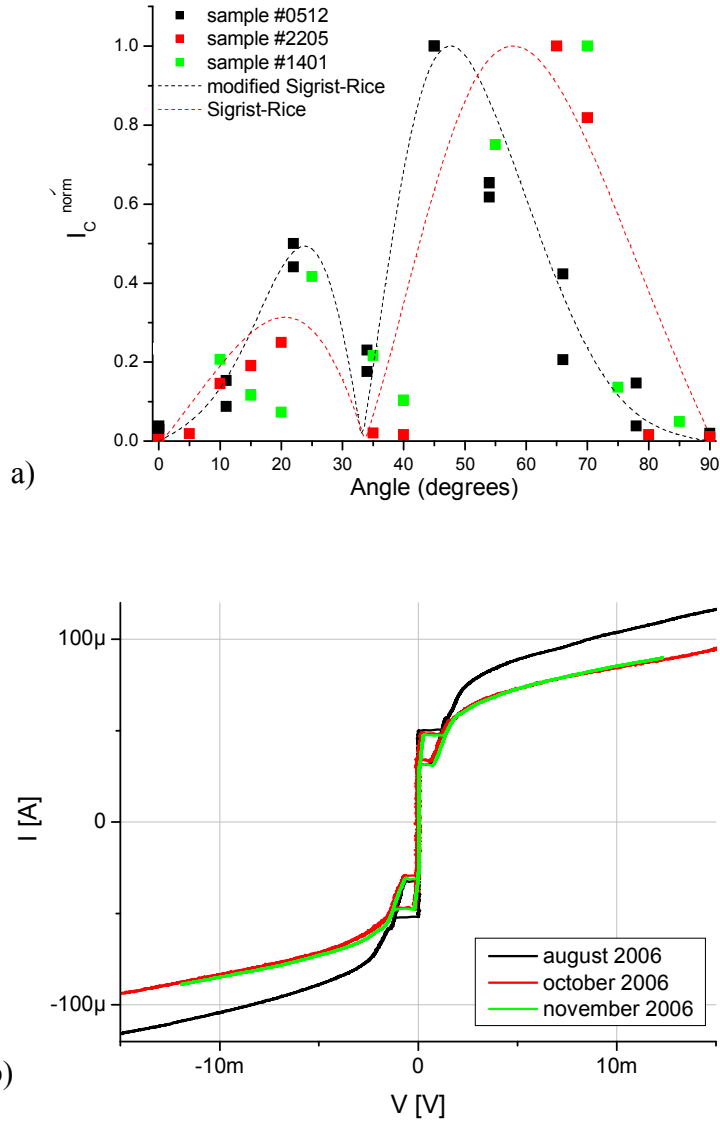 sample #0512
sample #2205
sample #1401
modified Sigrist-Rice
Sigrist-Rice
1.0
0.8
0.6
0.4
0.2
0.0
I_C norm
0 10 20 30 40 50 60 70 80 90
Angle (degrees)
a)
100µ
0
-100µ
I [A]
august 2006
october 2006
november 2006
-10m 0 10m
V [V]
)